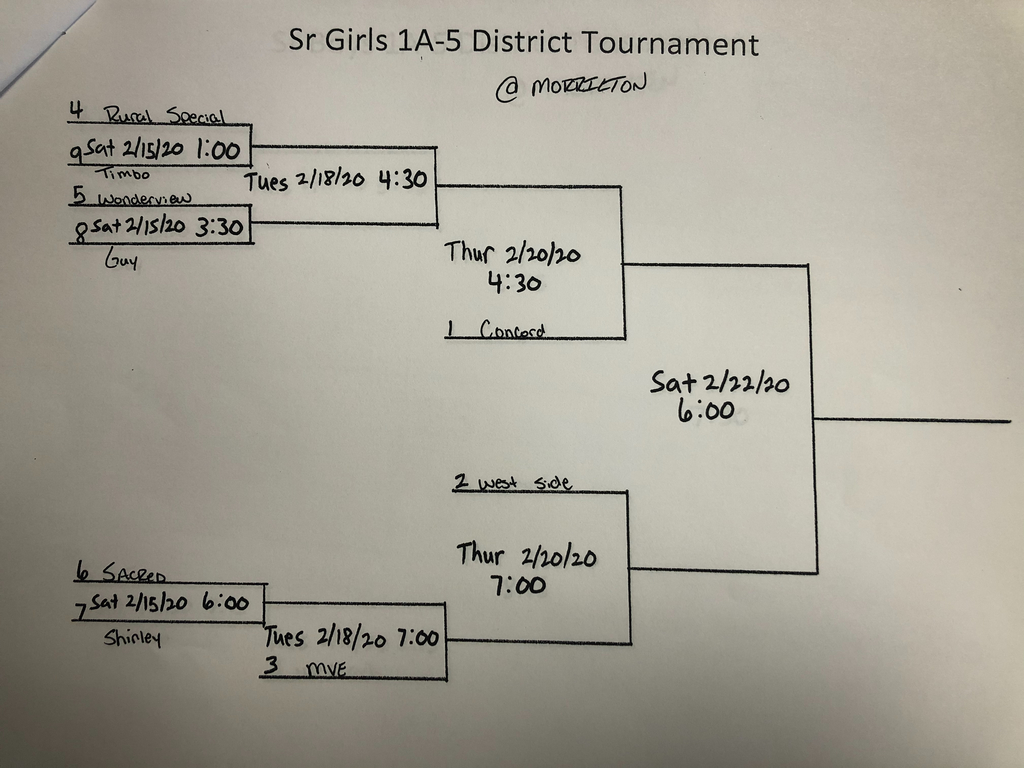 Sr Girls 1A-5 District Tournament
@ MORRILTON
4 Rural Special
9 Sat 2/15/20 1:00
Timbo
Tues 2/18/20 4:30
5 Wonderview
8 Sat 2/15/20 3:30
Guy
Thur 2/20/20
4:30
1 Concord
Sat 2/22/20
6:00
2 West Side
Thur 2/20/20
7:00
6 SACRED
7 Sat 2/15/20 6:00
Shirley
Tues 2/18/20 7:00
3 MVE